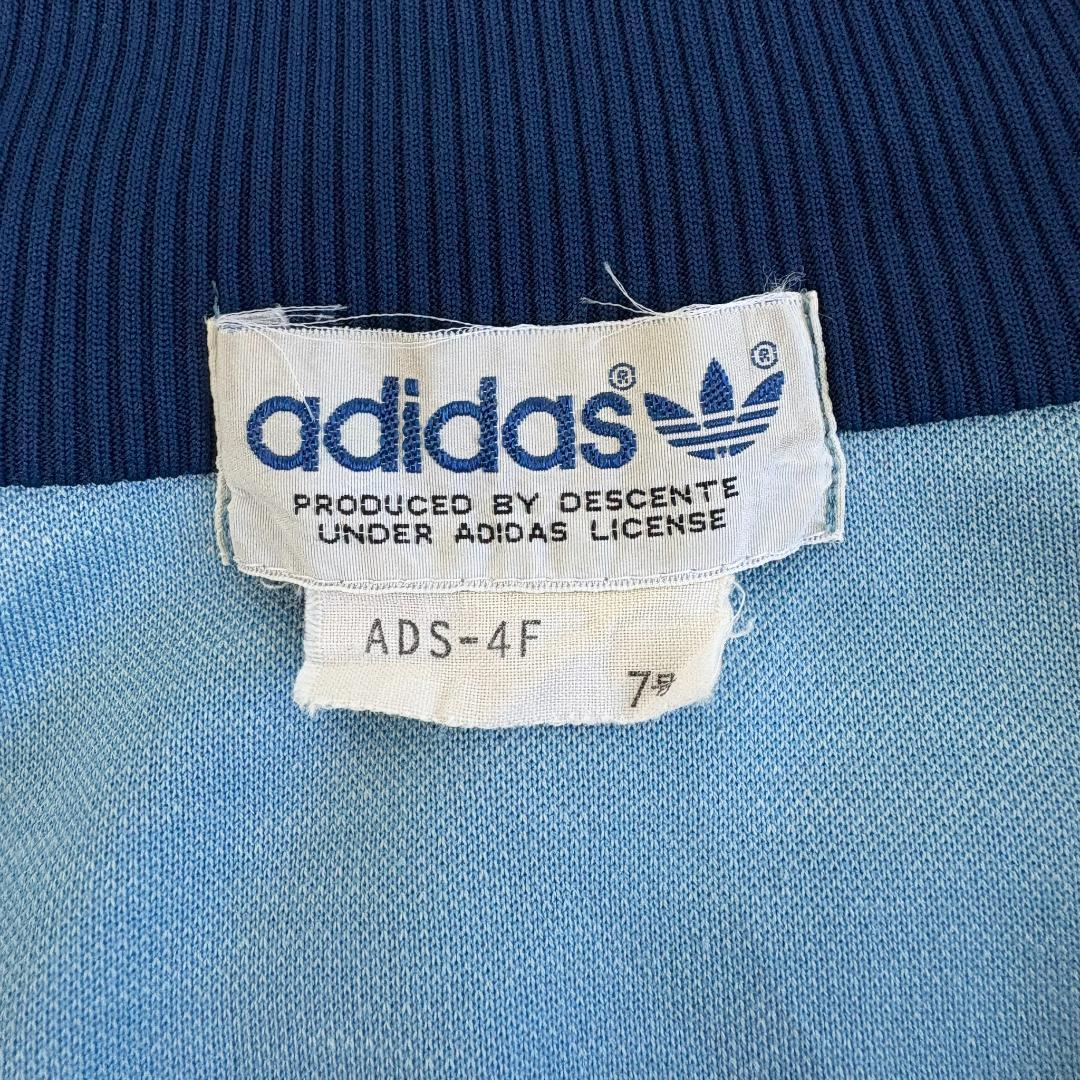 adidas®
®
PRODUCED BY DESCENTE
UNDER ADIDAS LICENSE
ADS-4F
7号